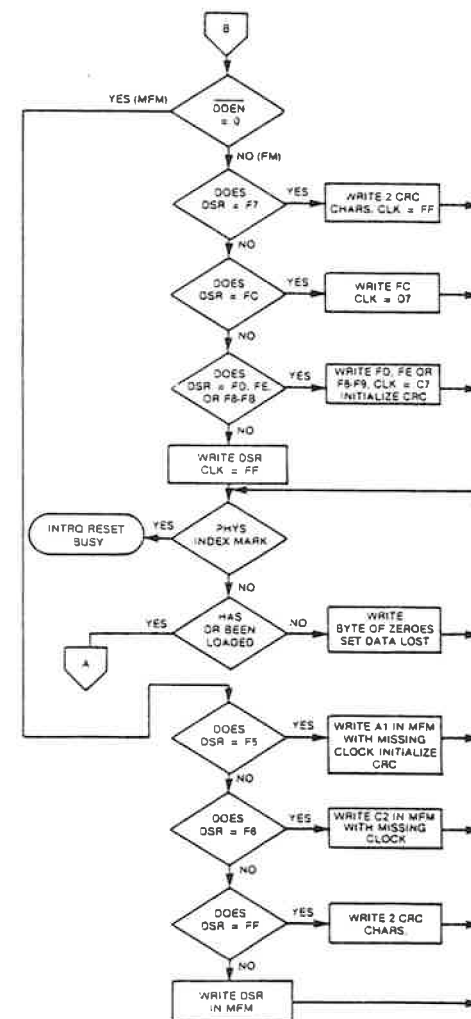 B
YES (MFM)
DDEN
= 0
NO (FM)
DOES
DSR = F7
YES
WRITE 2 CRC
CHARS. CLK = FF
NO
DOES
DSR = FC
YES
WRITE FC
CLK = D7
NO
DOES
DSR = FD, FE,
OR F8-FB
YES
WRITE FD, FE OR
F8-F9, CLK = C7
INITIALIZE CRC
NO
WRITE DSR
CLK = FF
INTRQ RESET
BUSY
YES
PHYS
INDEX MARK
NO
YES
HAS
DR BEEN
LOADED
NO
WRITE
BYTE OF ZEROES
SET DATA LOST
A
DOES
DSR = F5
YES
WRITE A1 IN MFM
WITH MISSING
CLOCK INITIALIZE
CRC
NO
DOES
DSR = F6
YES
WRITE C2 IN MFM
WITH MISSING
CLOCK
NO
DOES
DSR = FF
YES
WRITE 2 CRC
CHARS.
NO
WRITE DSR
IN MFM